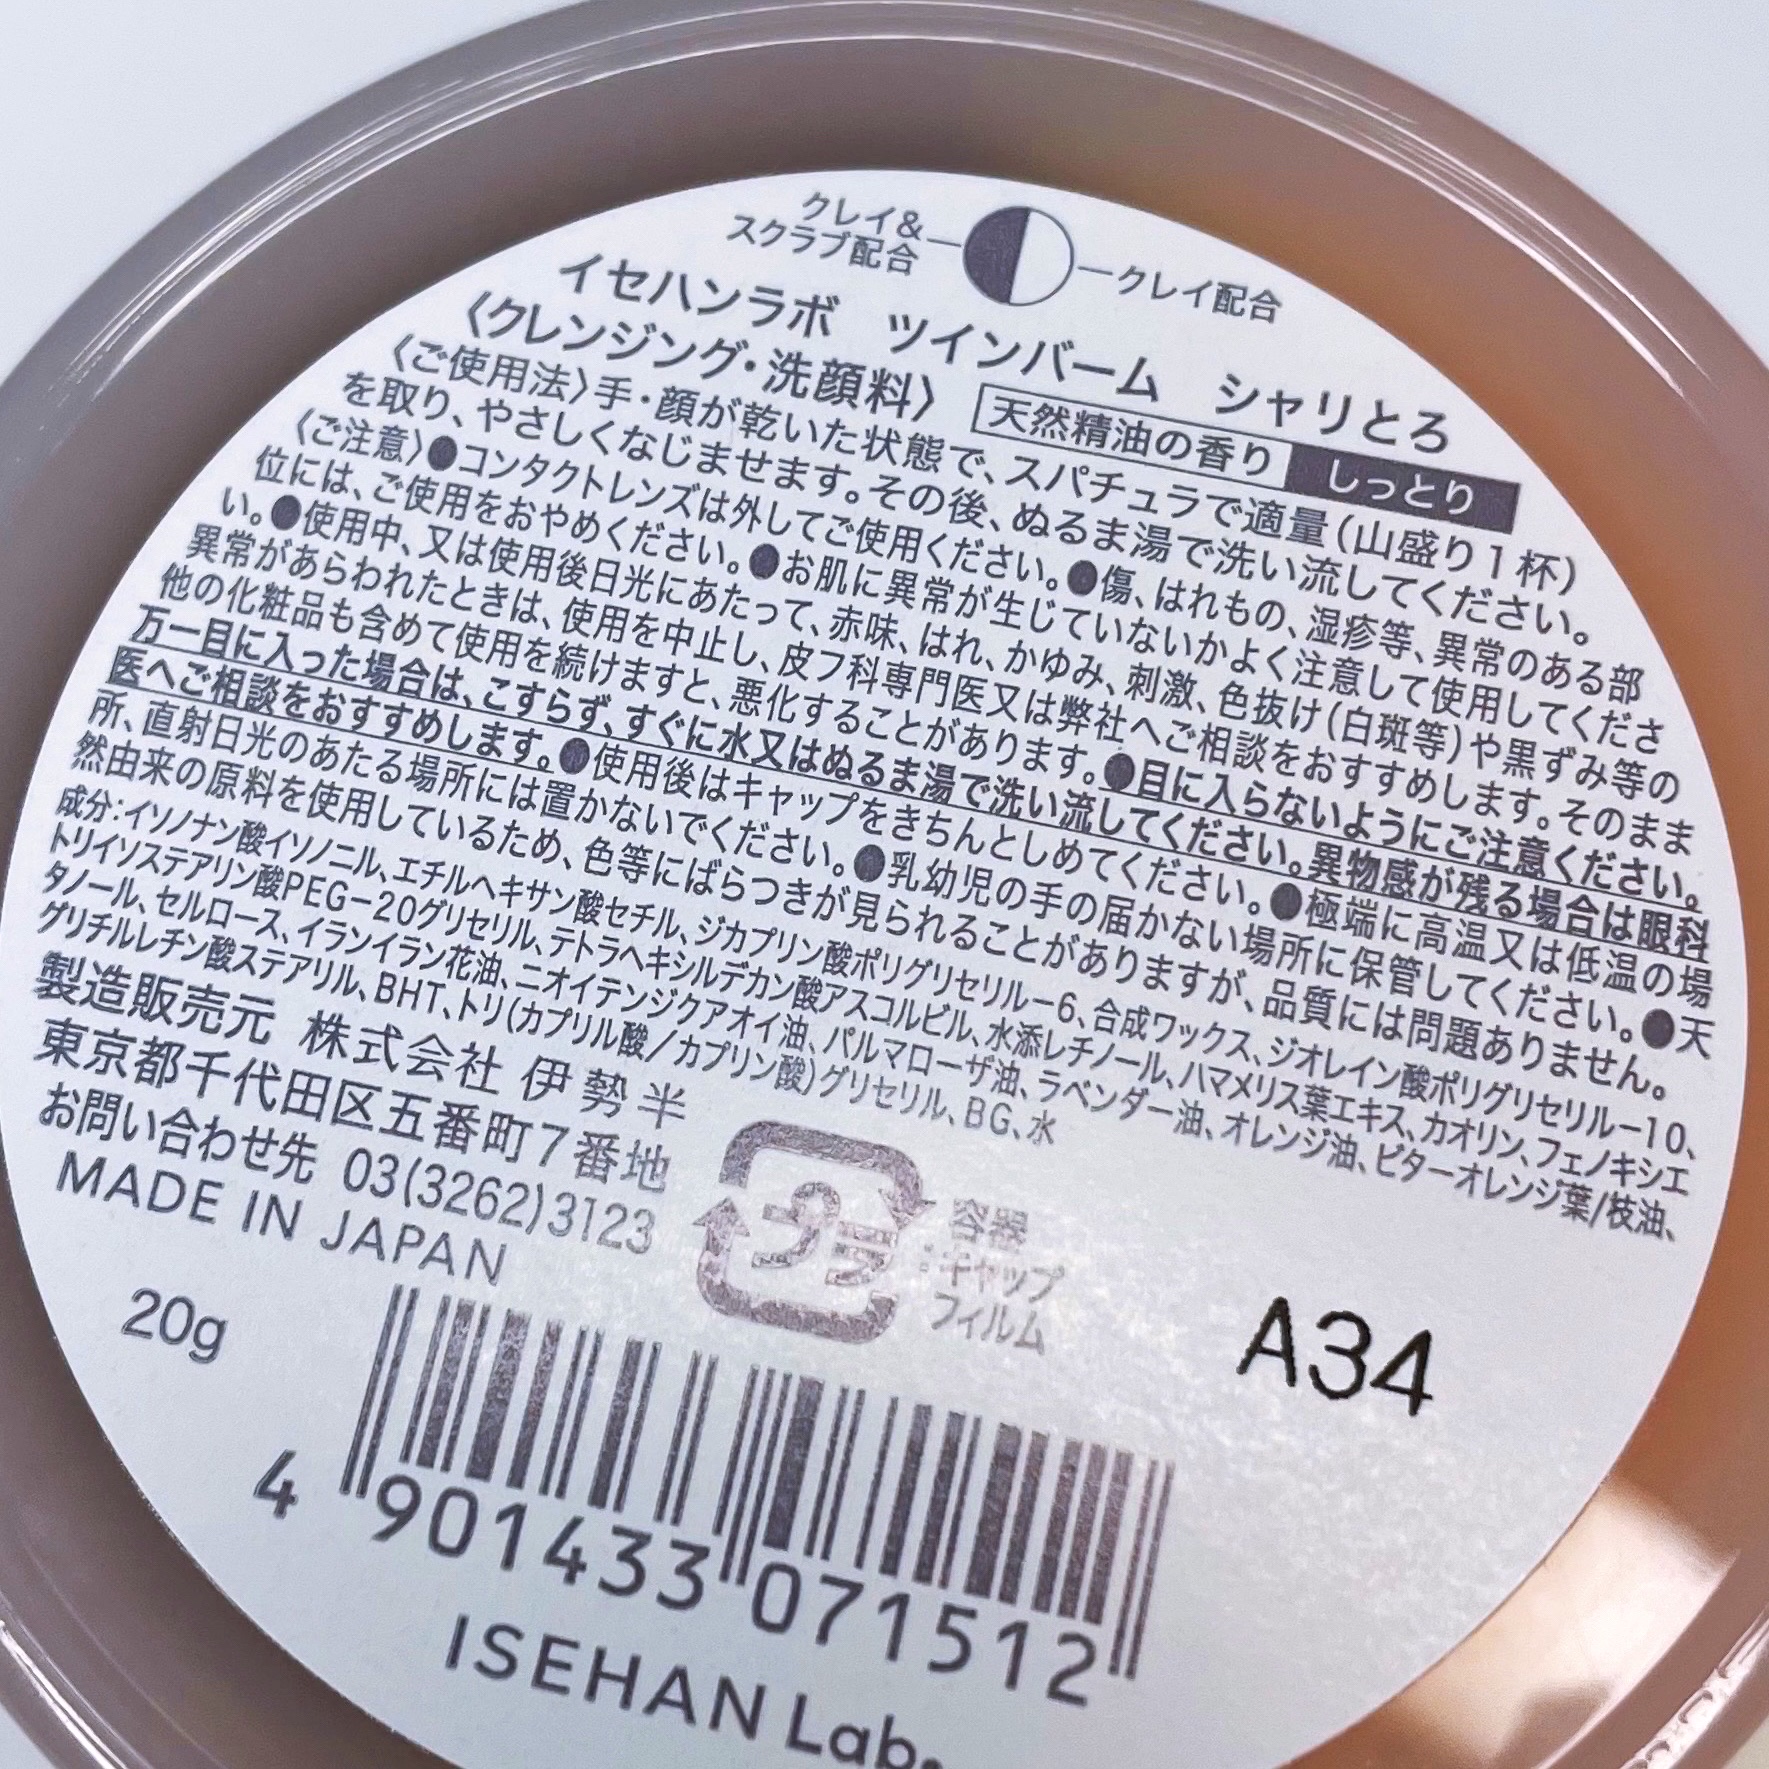 クレイ&
スクラブ配合
クレイ配合
イセハンラボ ツインバーム シャリとろ
〈クレンジング・洗顔料〉 天然精油の香り しっとり
〈ご使用法〉手・顔が乾いた状態で、スパチュラで適量(山盛り1杯)
を取り、やさしくなじませます。その後、ぬるま湯で洗い流してください。
〈ご注意〉●コンタクトレンズは外してご使用ください。●傷、はれもの、湿疹等、異常のある部
位には、ご使用をおやめください。●お肌に異常が生じていないかよく注意して使用してくださ
い。●使用中、又は使用後日光にあたって、赤味、はれ、かゆみ、刺激、色抜け(白斑等)や黒ずみ等の
異常があらわれたときは、使用を中止し、皮フ科専門医又は弊社へご相談をおすすめします。そのまま
他の化粧品も含めて使用を続けますと、悪化することがあります。●目に入らないようにご注意ください。
万一目に入った場合は、こすらず、すぐに水又はぬるま湯で洗い流してください。異物感が残る場合は眼科
医へご相談をおすすめします。●使用後はキャップをきちんとしめてください。●極端に高温又は低温の場
所、直射日光のあたる場所には置かないでください。●乳幼児の手の届かない場所に保管してください。●天
然由来の原料を使用しているため、色等にばらつきが見られることがありますが、品質には問題ありません。
成分:イソノナン酸イソノニル、エチルヘキサン酸セチル、ジカプリン酸ポリグリセリル-6、合成ワックス、ジオレイン酸ポリグリセリル-10、
トリイソステアリン酸PEG-20グリセリル、テトラヘキシルデカン酸アスコルビル、水添レチノール、ハマメリス葉エキス、カオリン、フェノキシエ
タノール、セルロース、イランイラン花油、ニオイテンジクアオイ油、パルマローザ油、ラベンダー油、オレンジ油、ビターオレンジ葉/枝油、
グリチルレチン酸ステアリル、BHT、トリ(カプリル酸/カプリン酸)グリセリル、BG、水
製造販売元 株式会社 伊勢半
東京都千代田区五番町7番地
お問い合わせ先 03(3262)3123
MADE IN JAPAN
プラ
容器
:キャップ
フィルム
20g
A34
4 901433 071512
ISEHAN Lab.